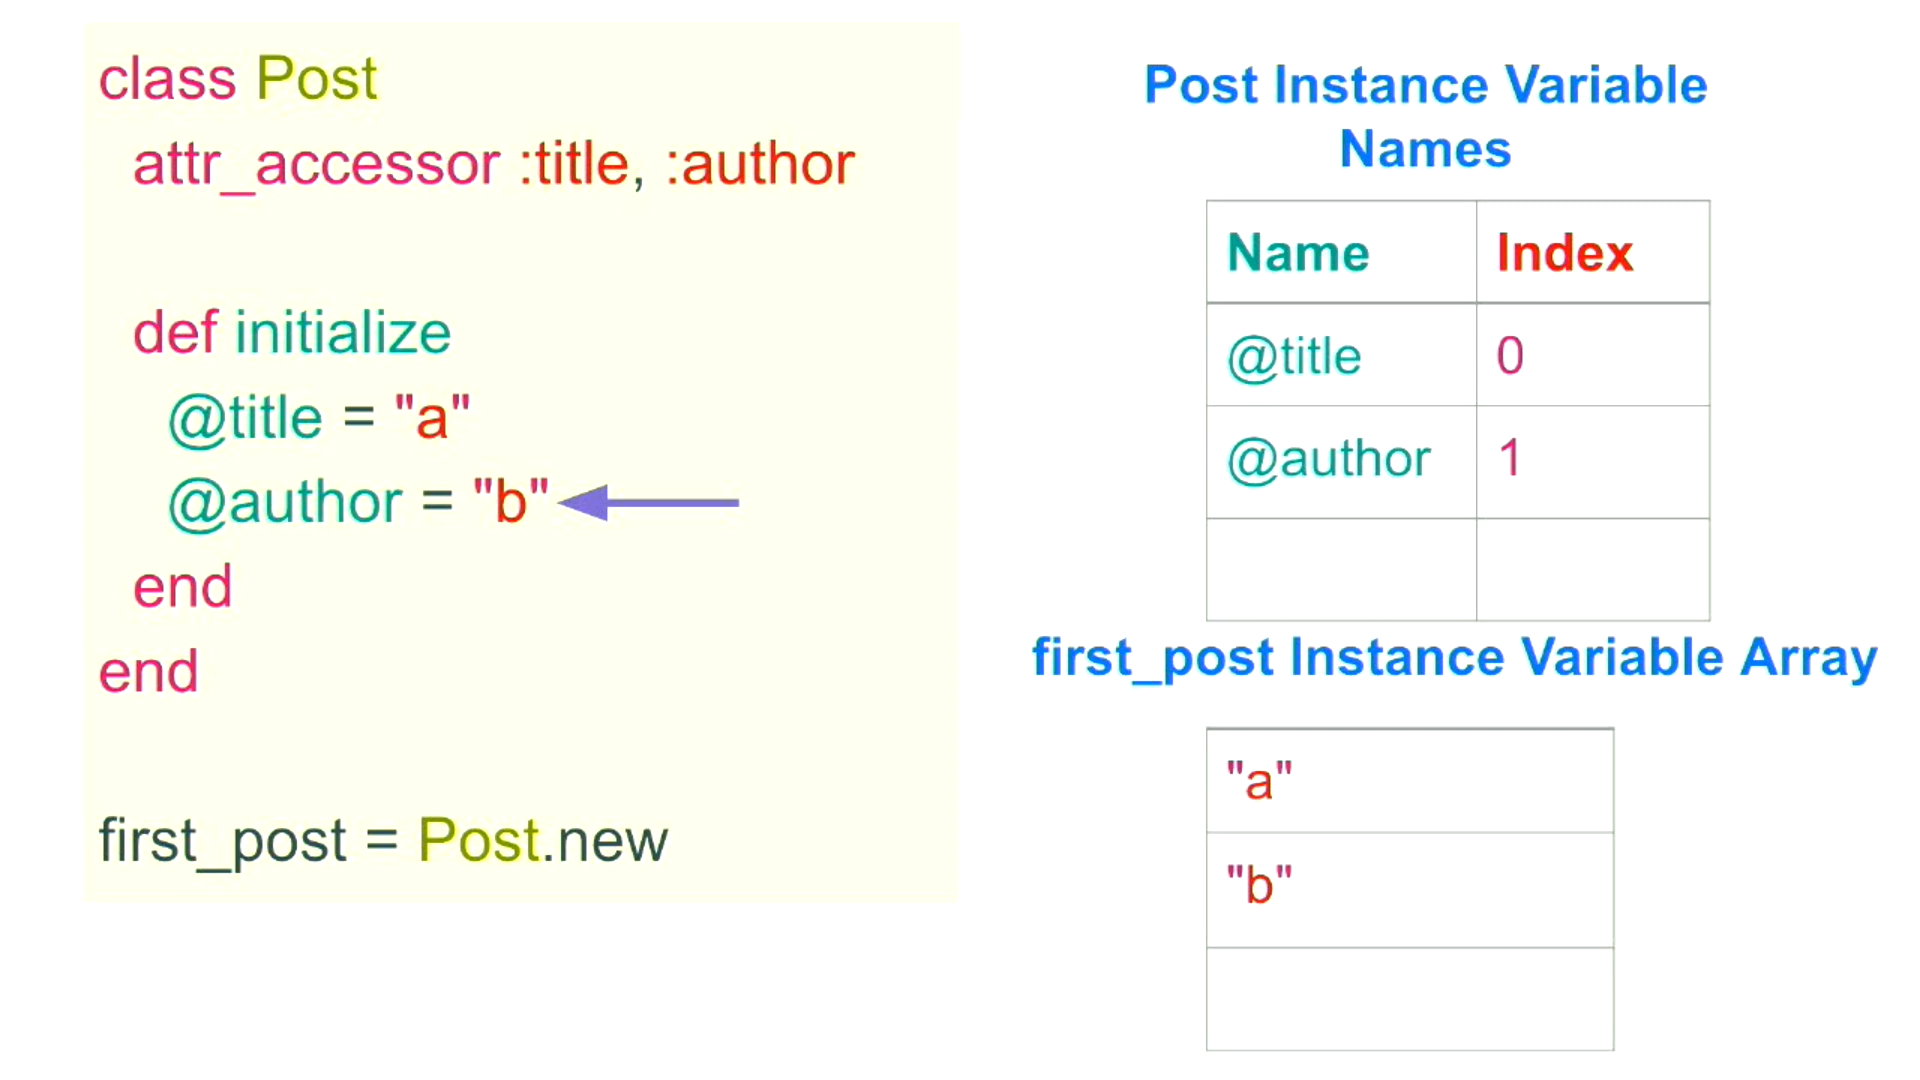 class Post
attr_accessor :title, :author
def initialize
@title = "a"
@author = "b"
end
end
first_post = Post.new
Post Instance Variable
Names
Name Index
@title 0
@author 1
first_post Instance Variable Array
"a"
"b"